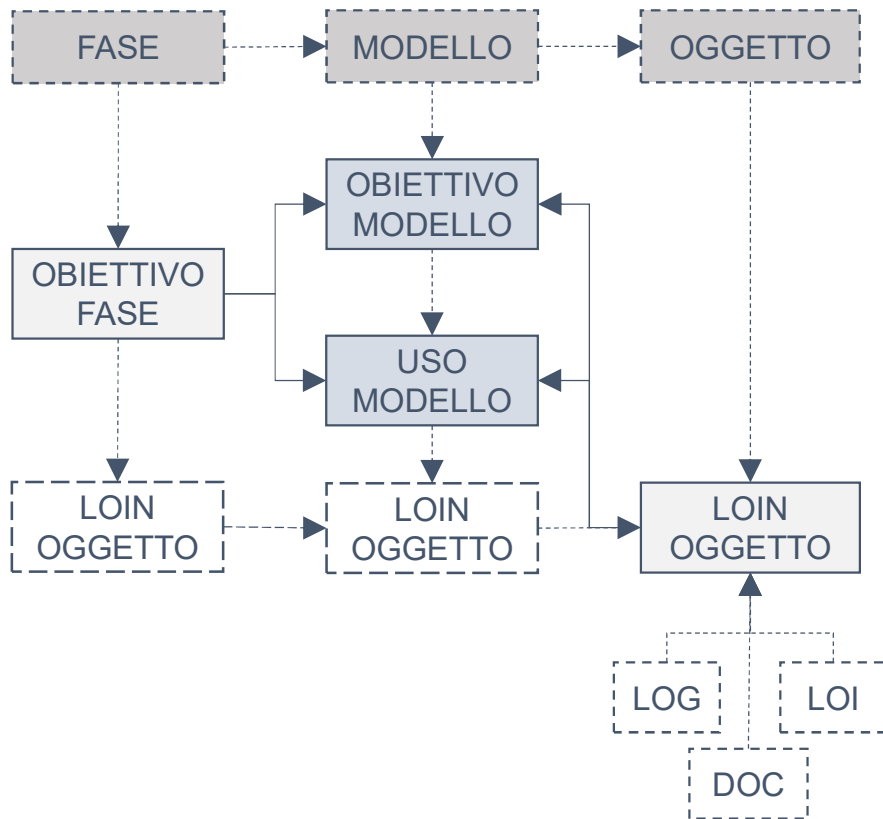 FASE
MODELLO
OGGETTO
OBIETTIVO
MODELLO
OBIETTIVO
FASE
USO
MODELLO
LOIN
OGGETTO
LOIN
OGGETTO
LOIN
OGGETTO
LOG
LOI
DOC